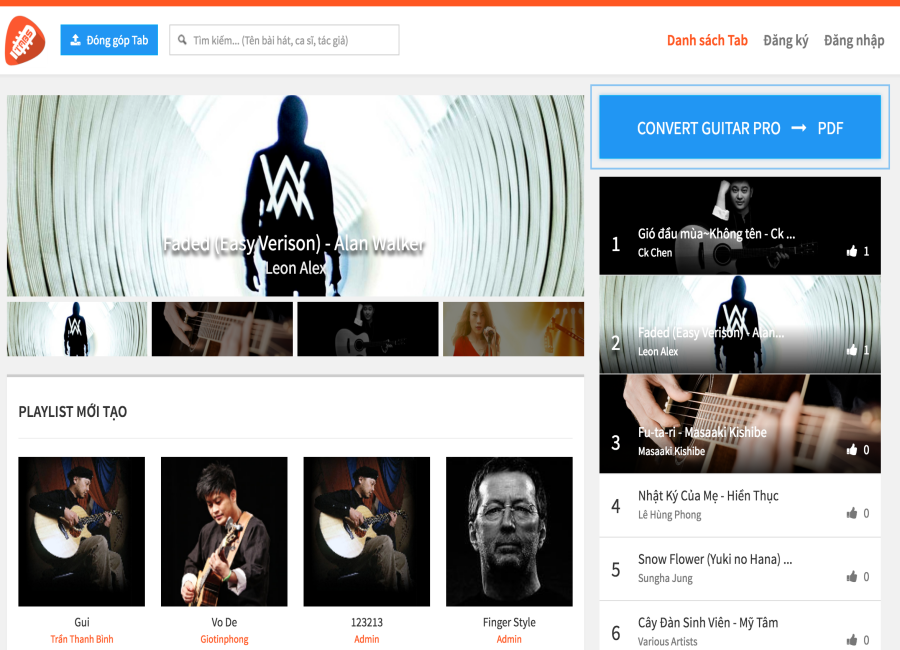 TABS
Đóng góp Tab
Tìm kiếm... (Tên bài hát, ca sĩ, tác giả)
Danh sách Tab
Đăng ký
Đăng nhập
Faded (Easy Verison) - Alan Walker
Leon Alex
CONVERT GUITAR PRO → PDF
1
Gió đầu mùa~Không tên - Ck ...
Ck Chen
1
2
Faded (Easy Verison) - Alan...
Leon Alex
1
3
Fu-ta-ri - Masaaki Kishibe
Masaaki Kishibe
0
4
Nhật Ký Của Mẹ - Hiền Thục
Lê Hùng Phong
0
5
Snow Flower (Yuki no Hana) ...
Sungha Jung
0
6
Cây Đàn Sinh Viên - Mỹ Tâm
Various Artists
0
PLAYLIST MỚI TẠO
Gui
Trần Thanh Bình
Vo De
Giotinphong
123213
Admin
Finger Style
Admin